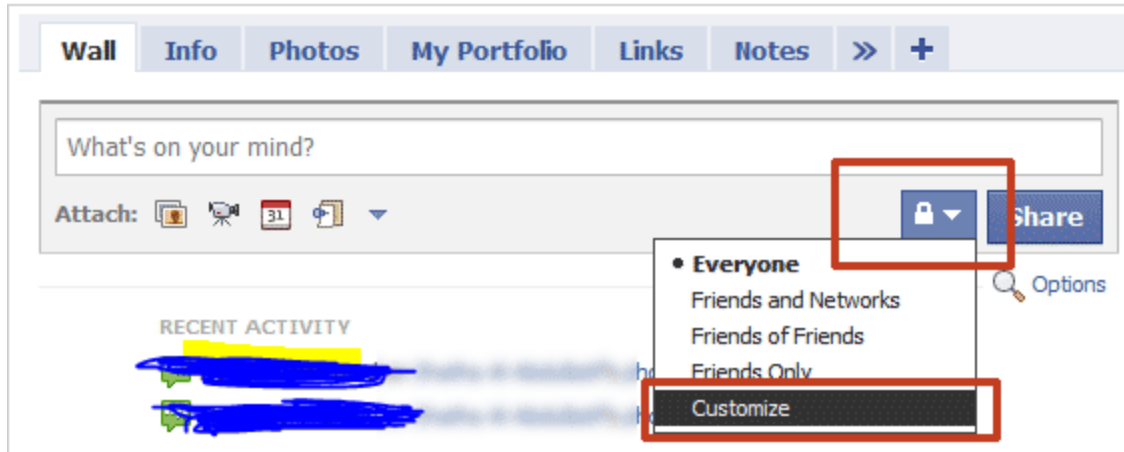 Wall Info Photos My Portfolio Links Notes » +
What's on your mind?
Attach: 31 Share
Everyone
Options
Friends and Networks
Friends of Friends
RECENT ACTIVITY
Friends Only
Customize